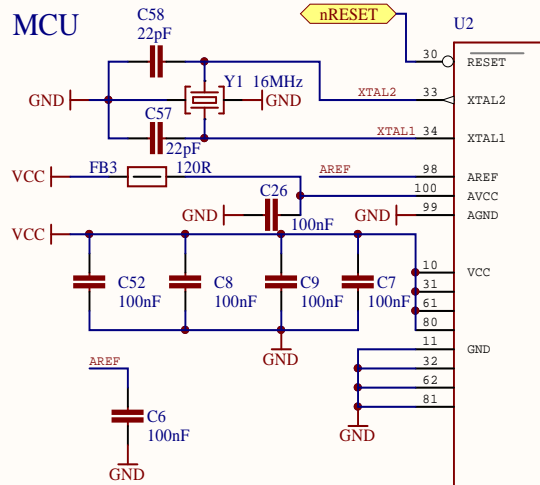 MCU
C58
22pF
nRESET
U2
30
RESET
Y1 16MHz
GND
GND
XTAL2
33
XTAL2
C57
22pF
XTAL1
34
XTAL1
VCC
FB3
120R
AREF
98
AREF
100
AVCC
C26
100nF
GND
GND
99
AGND
VCC
C52
100nF
C8
100nF
C9
100nF
C7
100nF
10
VCC
31
61
80
11
GND
32
62
81
GND
GND
AREF
C6
100nF
GND